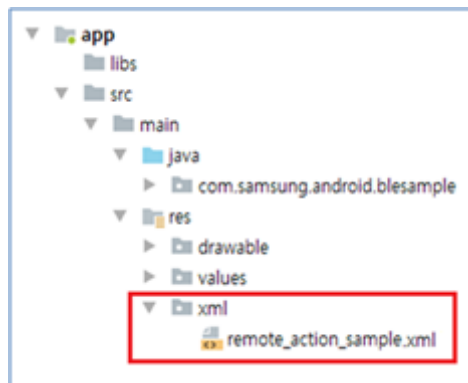 app
libs
src
main
java
com.samsung.android.blesample
res
drawable
values
xml
remote_action_sample.xml